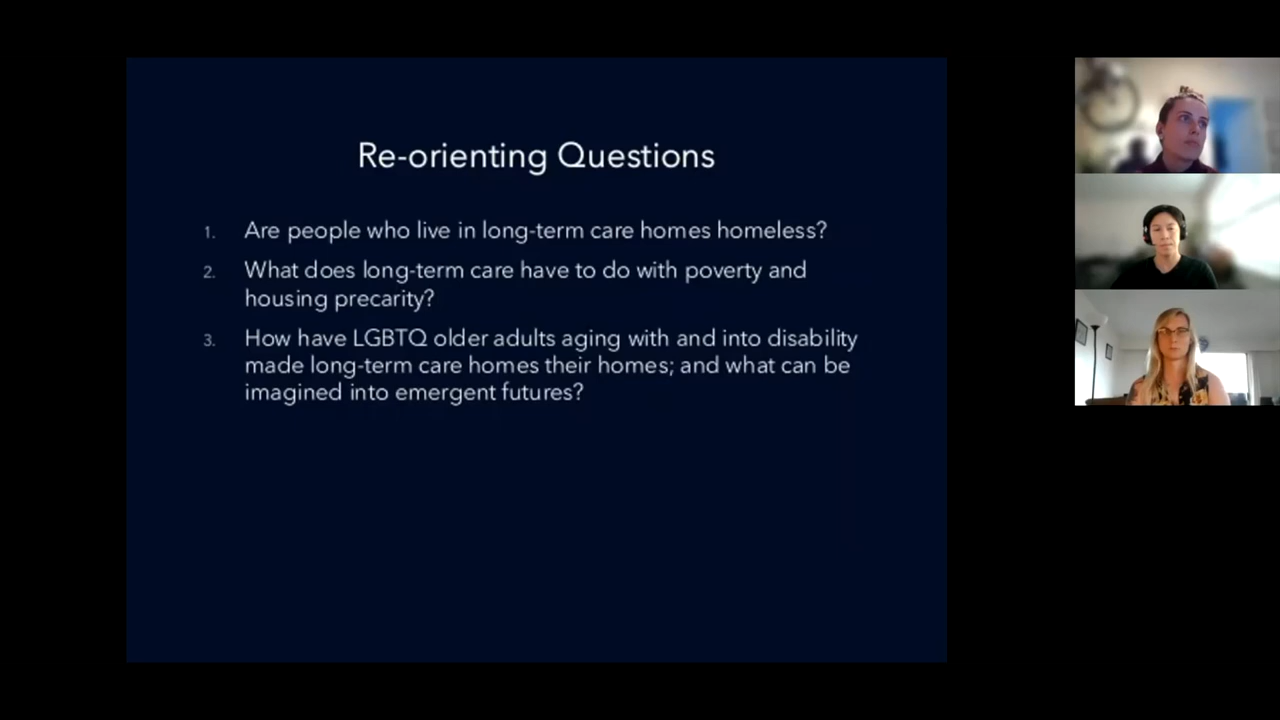 Re-orienting Questions
1. Are people who live in long-term care homes homeless?
2. What does long-term care have to do with poverty and
housing precarity?
3. How have LGBTQ older adults aging with and into disability
made long-term care homes their homes; and what can be
imagined into emergent futures?